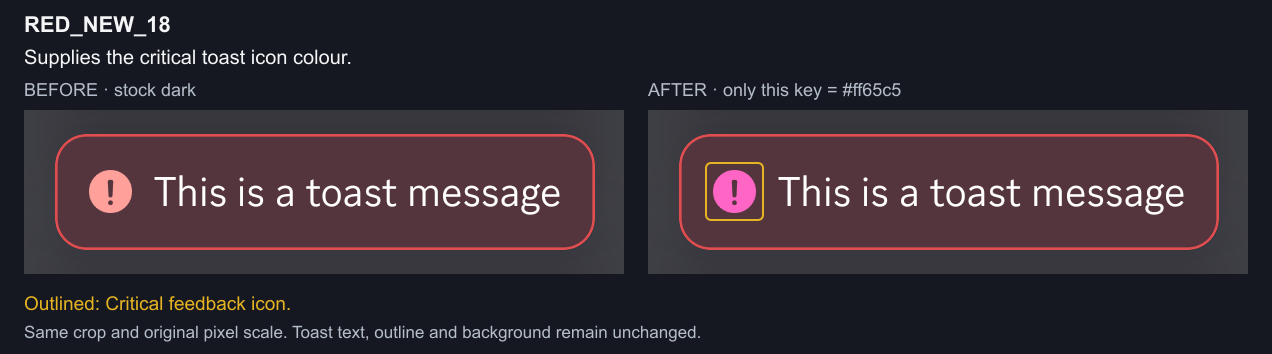 RED_NEW_18
Supplies the critical toast icon colour.
BEFORE · stock dark
AFTER · only this key = #ff65c5
! This is a toast message
! This is a toast message
Outlined: Critical feedback icon.
Same crop and original pixel scale. Toast text, outline and background remain unchanged.